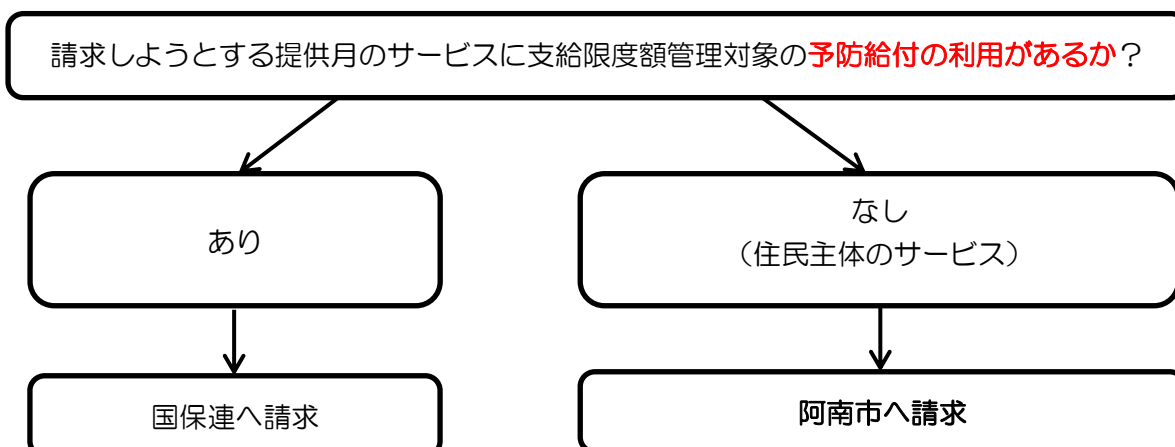 請求しようとする提供月のサービスに支給限度額管理対象の予防給付の利用があるか？
あり
なし
（住民主体のサービス）
国保連へ請求
阿南市へ請求